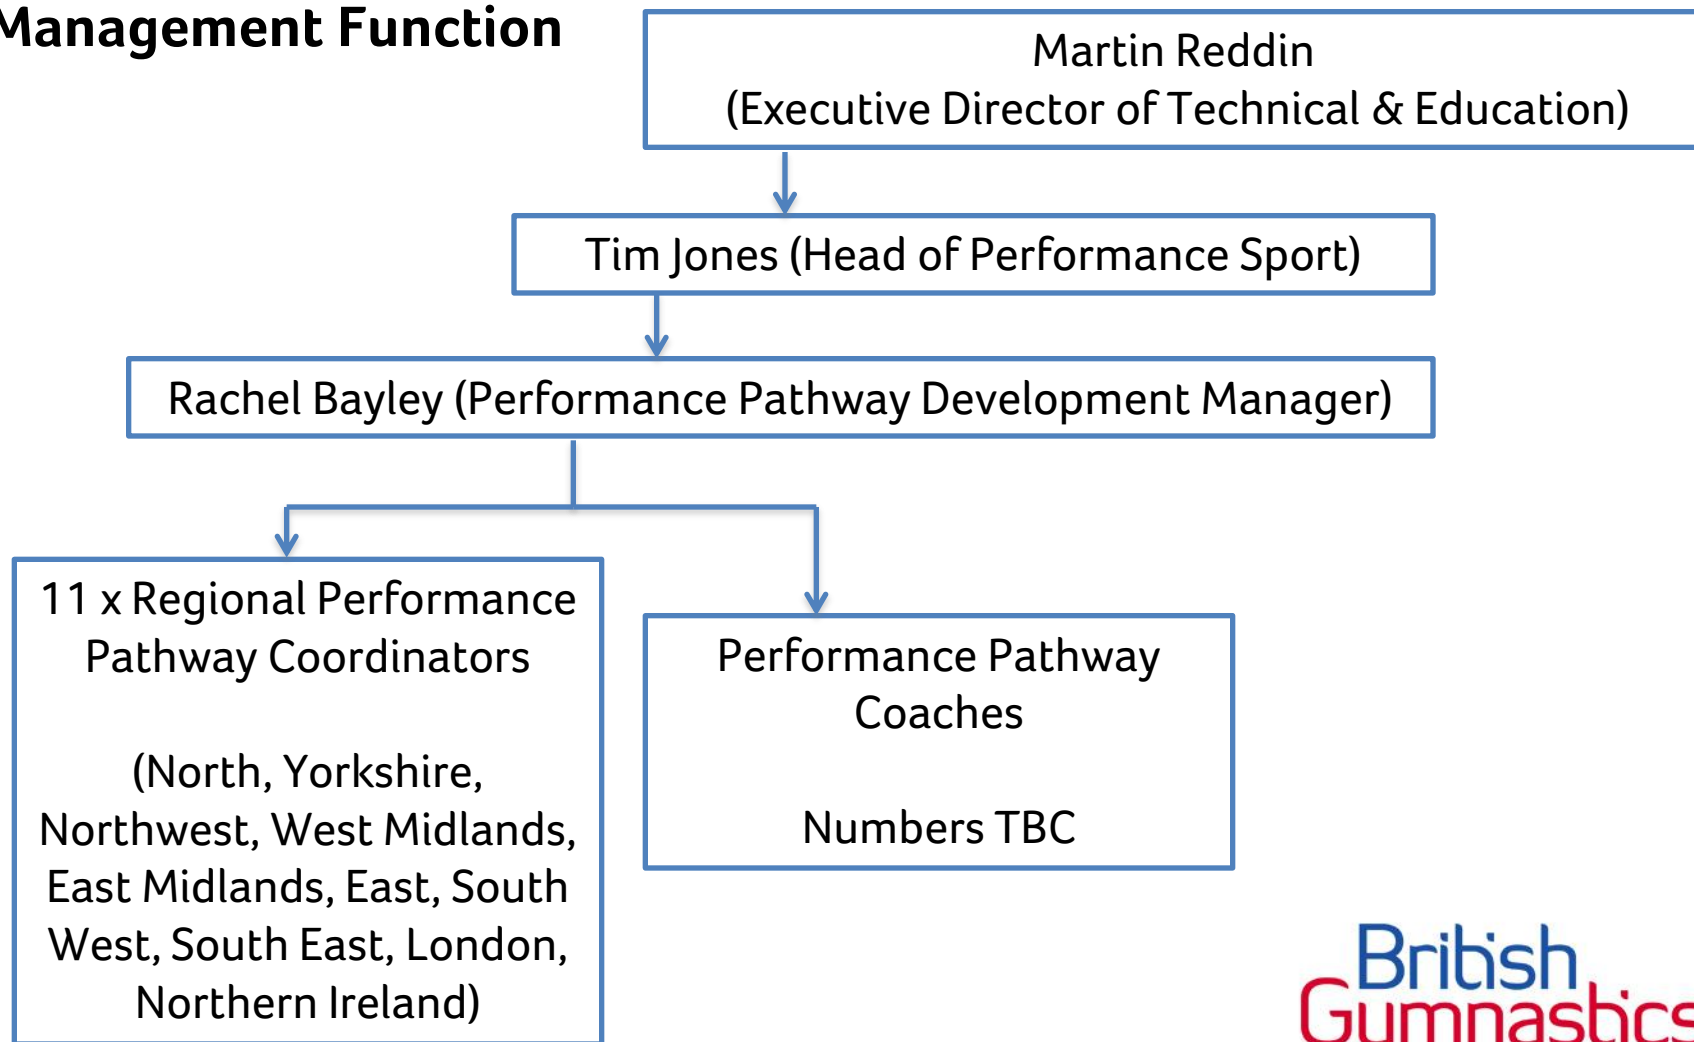 Management Function
Martin Reddin
(Executive Director of Technical & Education)
Tim Jones (Head of Performance Sport)
Rachel Bayley (Performance Pathway Development Manager)
11 x Regional Performance
Pathway Coordinators
(North, Yorkshire,
Northwest, West Midlands,
East Midlands, East, South
West, South East, London,
Northern Ireland)
Performance Pathway
Coaches
Numbers TBC
British
Gymnastics